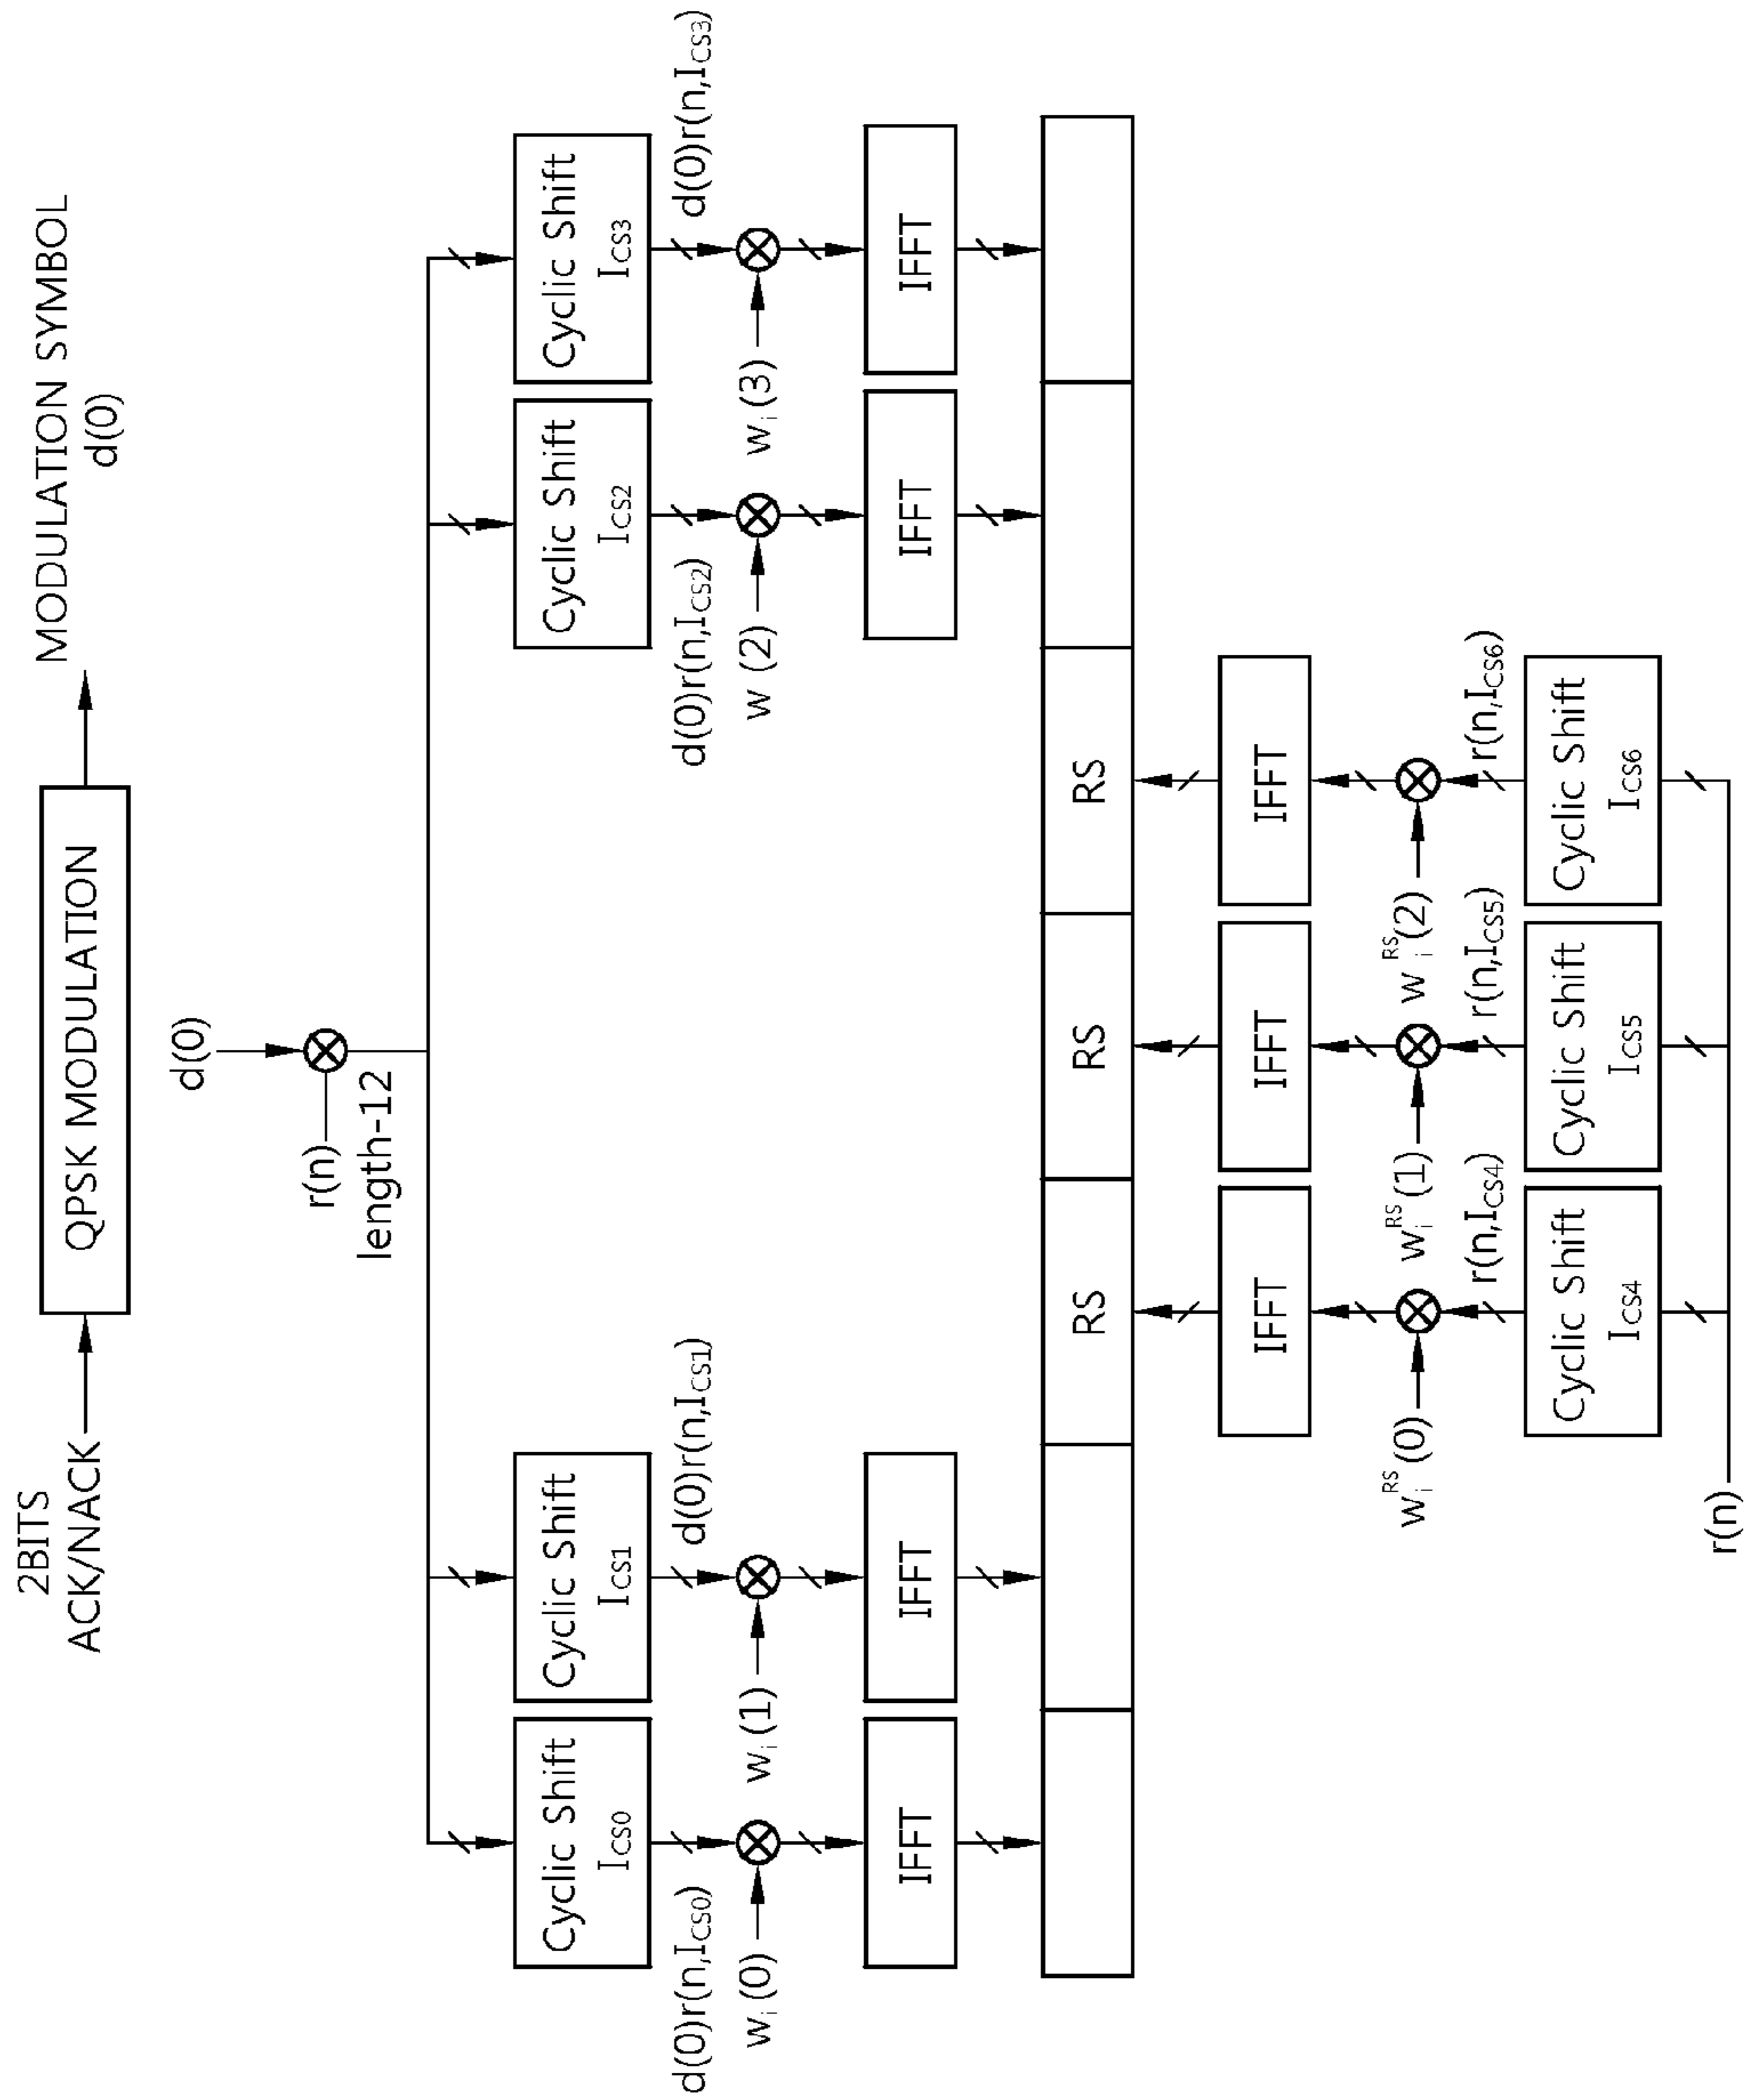 2BITS
ACK/NACK
QPSK MODULATION
MODULATION SYMBOL
d(0)
d(0)
r(n)
length-12
Cyclic Shift
ICS0
Cyclic Shift
ICS1
Cyclic Shift
ICS2
Cyclic Shift
ICS3
d(0)r(n,ICS0)
d(0)r(n,ICS1)
d(0)r(n,ICS2)
d(0)r(n,ICS3)
wi(0)
wi(1)
w (2)
wi(3)
IFFT
IFFT
IFFT
IFFT
RS
RS
RS
IFFT
IFFT
IFFT
wiRS(0)
wiRS(1)
wiRS(2)
r(n,ICS4)
r(n,ICS5)
r(n,ICS6)
Cyclic Shift
ICS4
Cyclic Shift
ICS5
Cyclic Shift
ICS6
r(n)